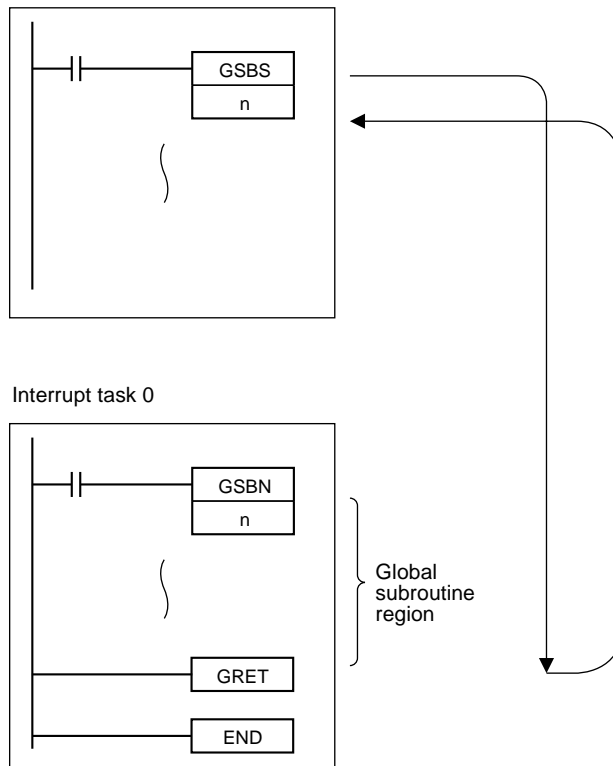 GSBS
n
Interrupt task 0
GSBN
n
Global
subroutine
region
GRET
END